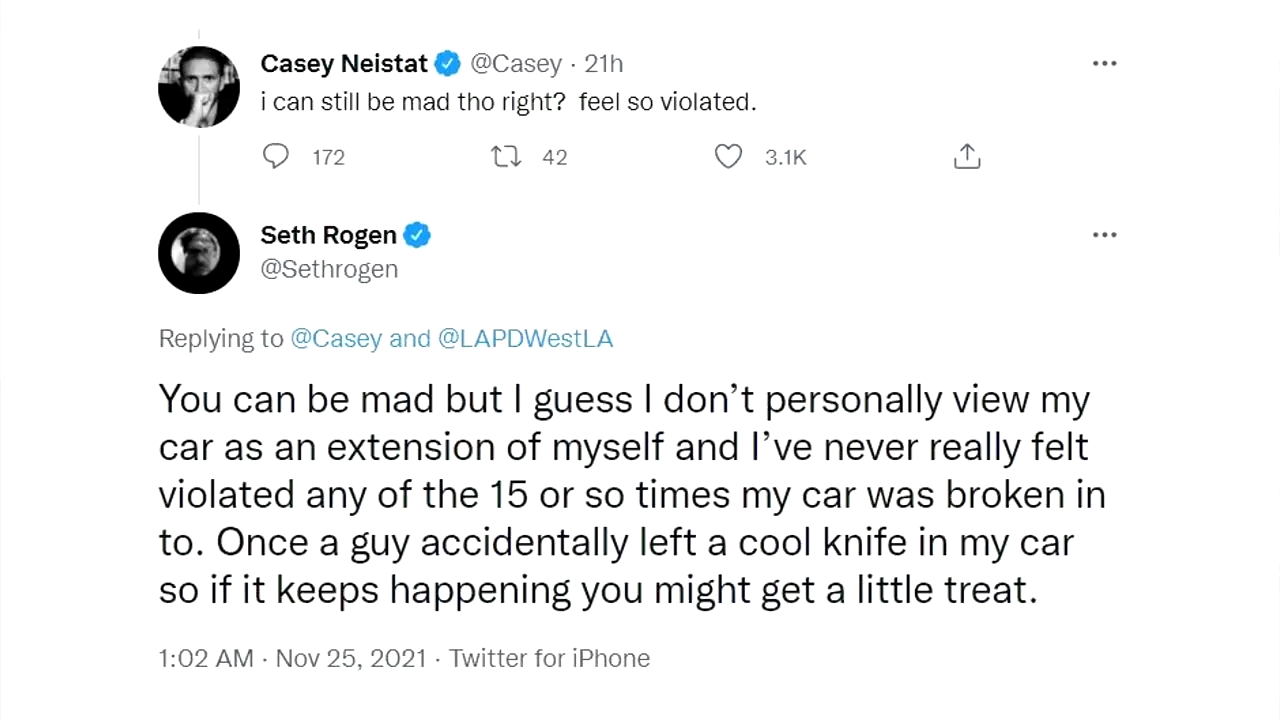 Casey Neistat @Casey · 21h
i can still be mad tho right?  feel so violated.
172 42 3.1K
Seth Rogen
@Sethrogen
Replying to @Casey and @LAPDWestLA
You can be mad but I guess I don’t personally view my
car as an extension of myself and I’ve never really felt
violated any of the 15 or so times my car was broken in
to. Once a guy accidentally left a cool knife in my car
so if it keeps happening you might get a little treat.
1:02 AM · Nov 25, 2021 · Twitter for iPhone